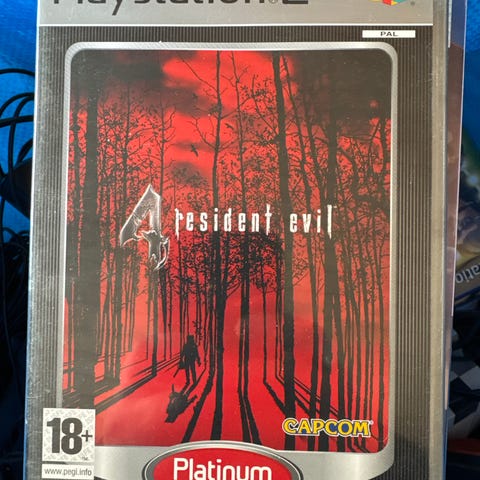 PlayStation®2
PAL
4 resident evil
CAPCOM
18+
www.pegi.info
Platinum